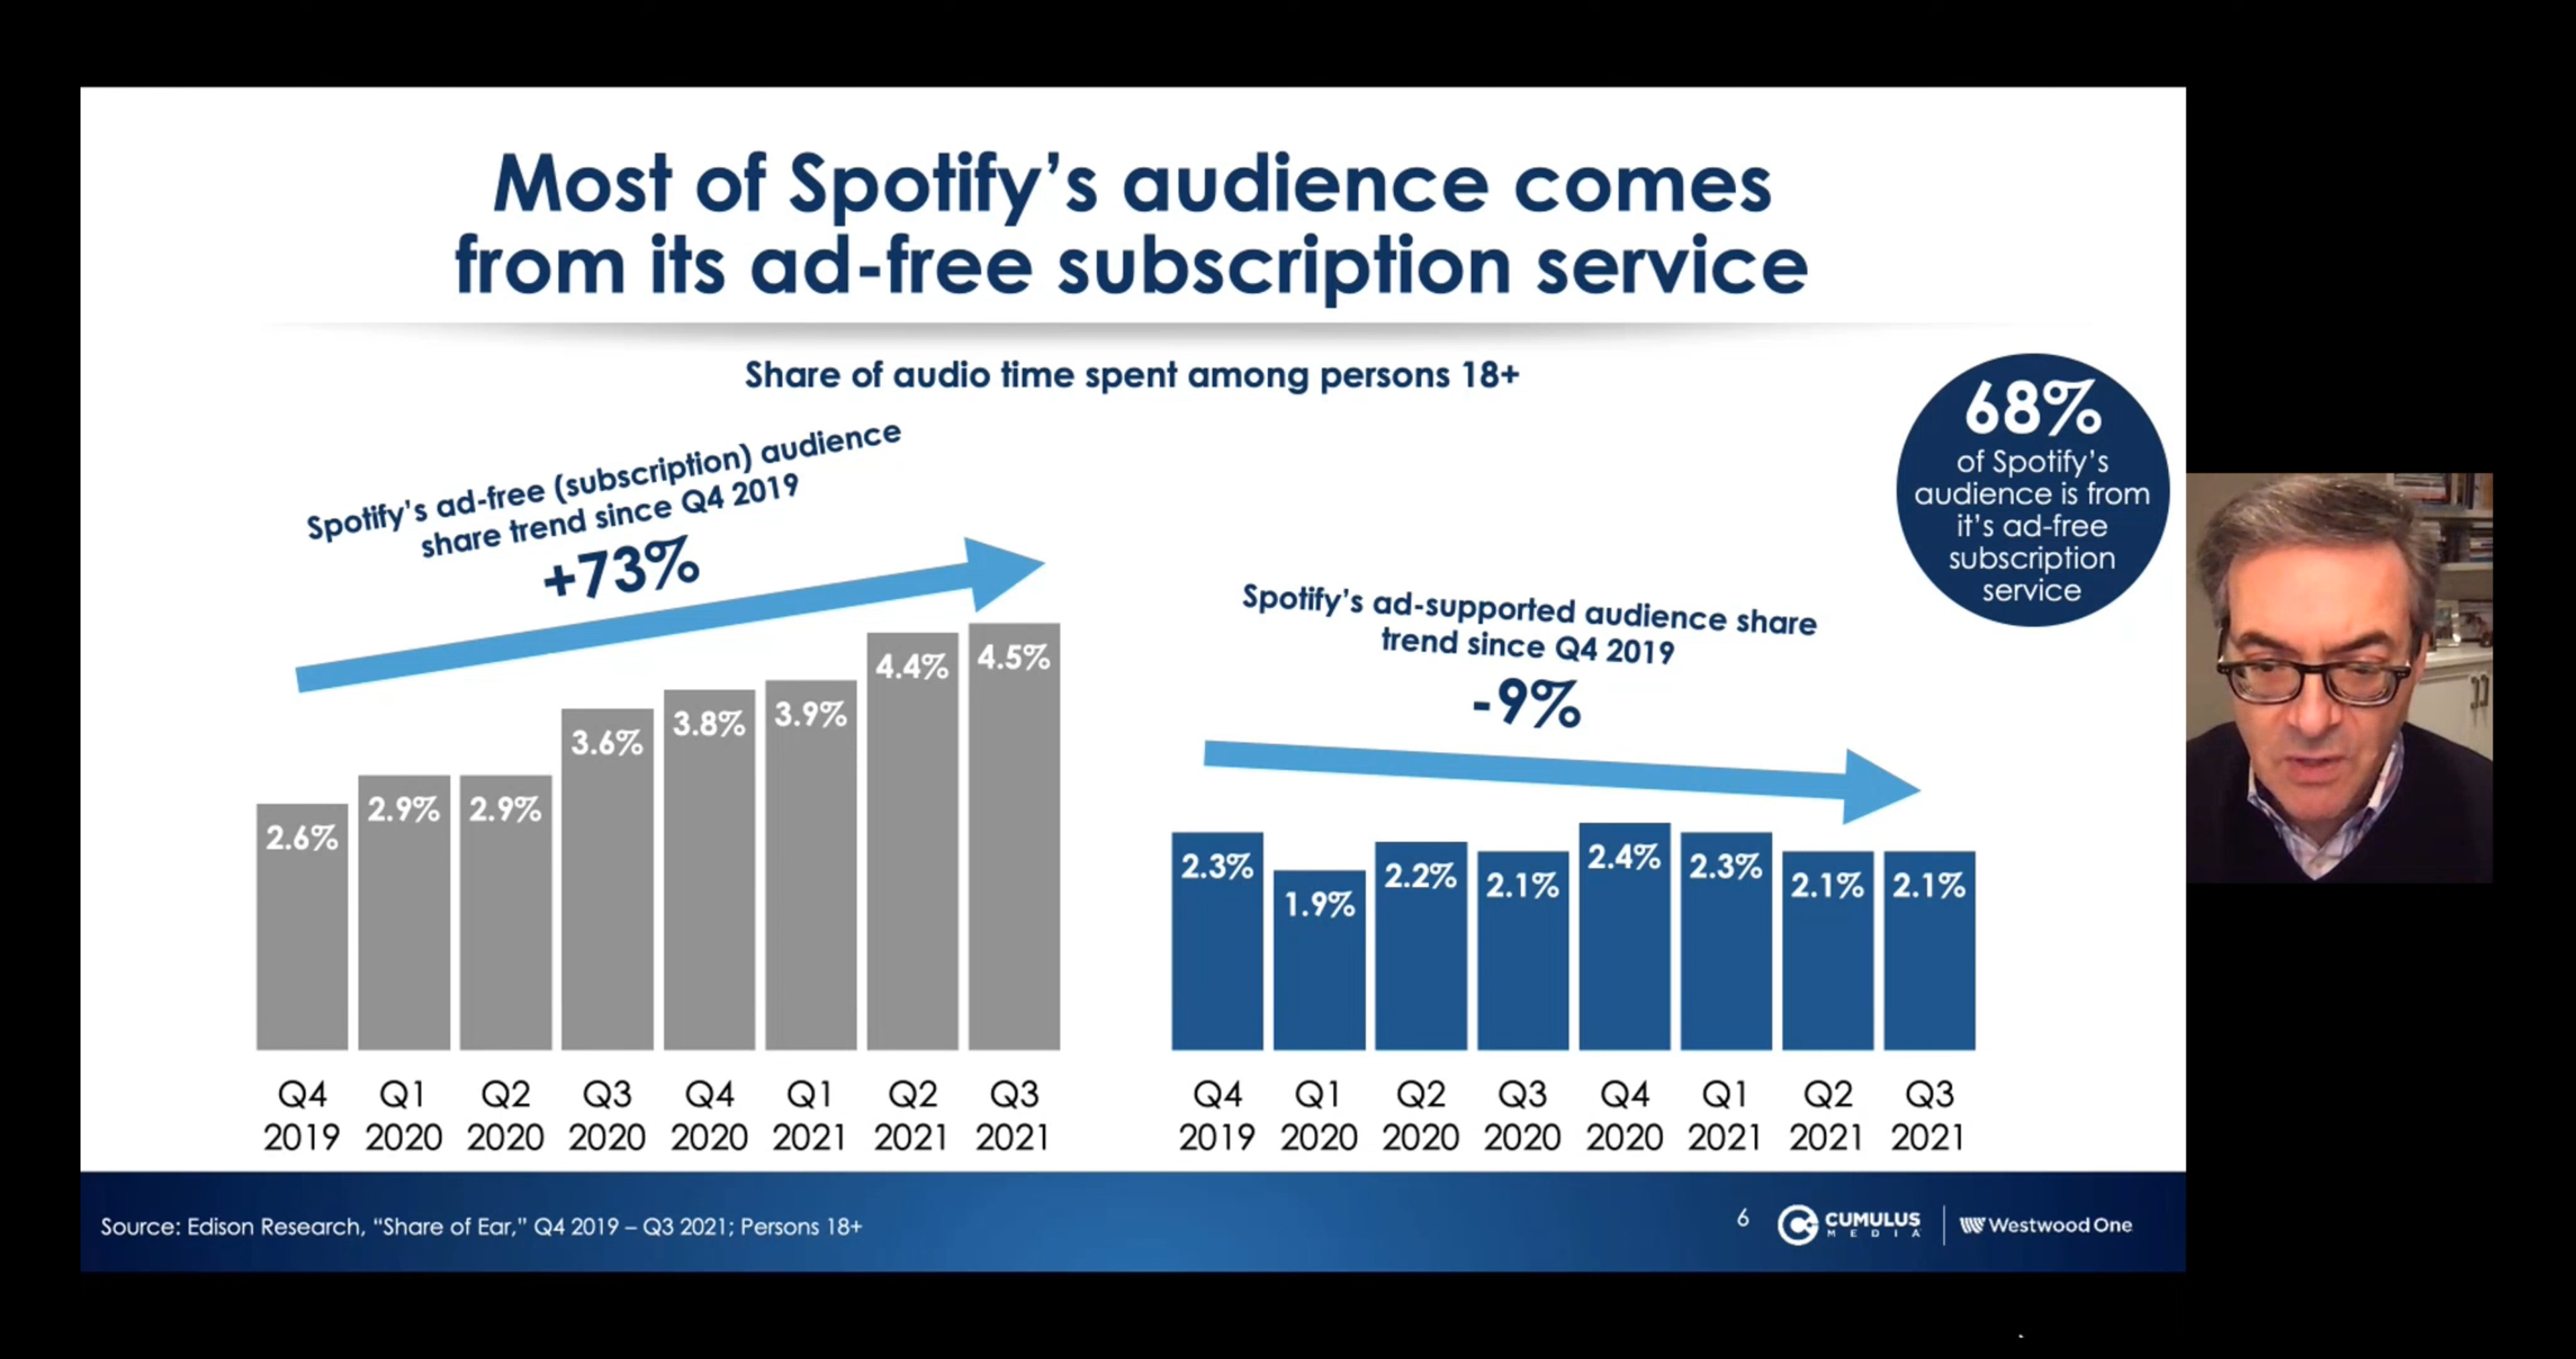 Most of Spotify's audience comes
from its ad-free subscription service
Share of audio time spent among persons 18+
68%
of Spotify's
audience is from
it's ad-free
subscription
service
Spotify's ad-free (subscription) audience
share trend since Q4 2019
+73%
2.6%
2.9%
2.9%
3.6%
3.8%
3.9%
4.4%
4.5%
Q4 Q1 Q2 Q3 Q4 Q1 Q2 Q3
2019 2020 2020 2020 2020 2021 2021 2021
Spotify's ad-supported audience share
trend since Q4 2019
-9%
2.3%
1.9%
2.2%
2.1%
2.4%
2.3%
2.1%
2.1%
Q4 Q1 Q2 Q3 Q4 Q1 Q2 Q3
2019 2020 2020 2020 2020 2021 2021 2021
Source: Edison Research, “Share of Ear,” Q4 2019 – Q3 2021; Persons 18+
6
CUMULUS
MEDIA
Westwood One